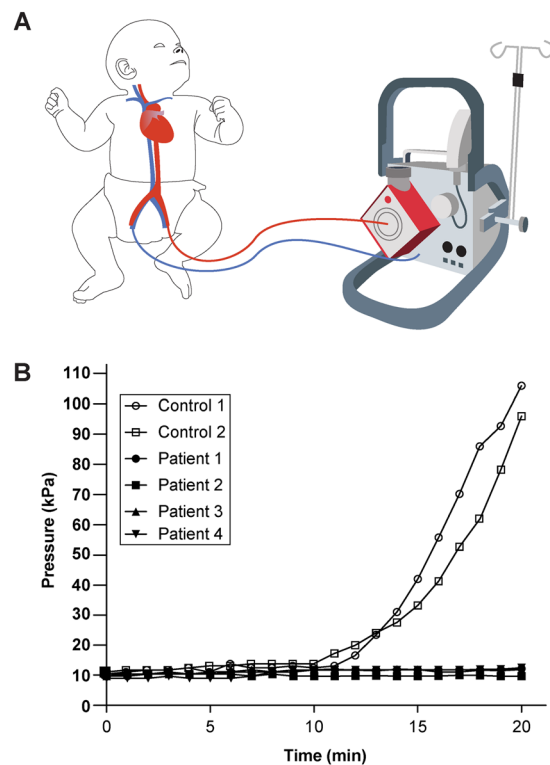 A
B
110
100
90
80
70
60
50
40
30
20
10
0
Pressure (kPa)
Control 1
Control 2
Patient 1
Patient 2
Patient 3
Patient 4
0 5 10 15 20
Time (min)